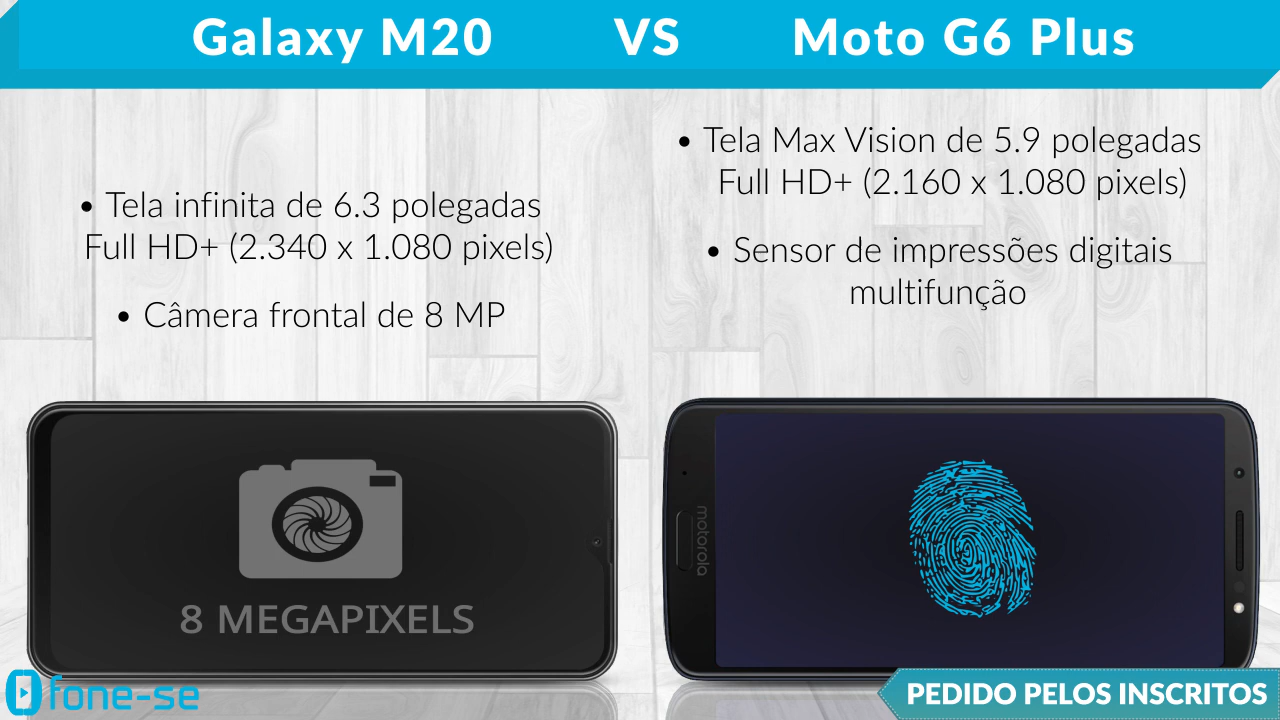 Galaxy M20 VS Moto G6 Plus
• Tela infinita de 6.3 polegadas
Full HD+ (2.340 x 1.080 pixels)
• Câmera frontal de 8 MP
• Tela Max Vision de 5.9 polegadas
Full HD+ (2.160 x 1.080 pixels)
• Sensor de impressões digitais
multifunção
8 MEGAPIXELS
motorola
fone-se
PEDIDO PELOS INSCRITOS